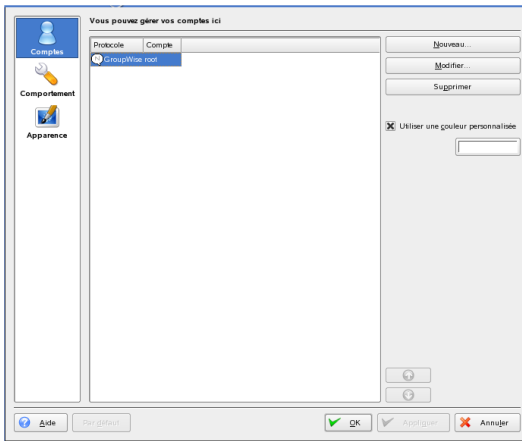 Vous pouvez gérer vos comptes ici
Comptes
Comportement
Apparence
Protocole Compte
GroupWise root
Nouveau...
Modifier...
Supprimer
Utiliser une couleur personnalisée
Aide
Par défaut
OK
Appliquer
Annuler